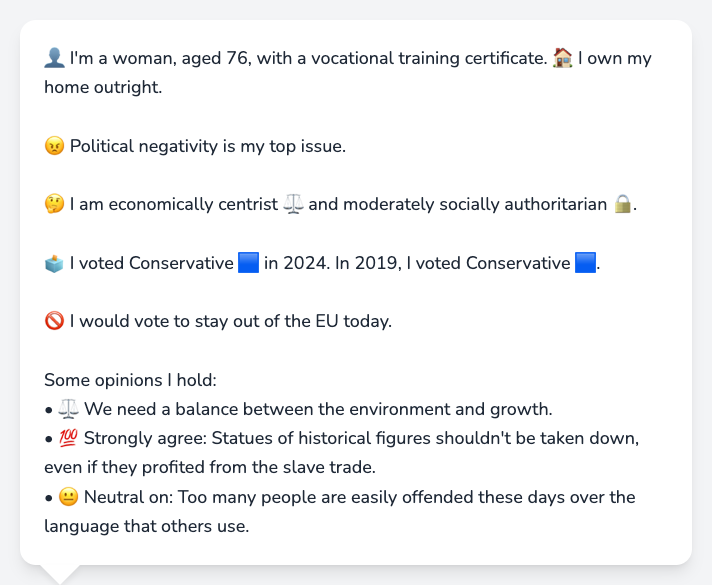 👤 I'm a woman, aged 76, with a vocational training certificate. 🏠 I own my
home outright.
😠 Political negativity is my top issue.
🤔 I am economically centrist ⚖️ and moderately socially authoritarian 🔒.
🗳️ I voted Conservative 🟦 in 2024. In 2019, I voted Conservative 🟦.
🚫 I would vote to stay out of the EU today.
Some opinions I hold:
• ⚖️ We need a balance between the environment and growth.
• 💯 Strongly agree: Statues of historical figures shouldn't be taken down,
even if they profited from the slave trade.
• 😐 Neutral on: Too many people are easily offended these days over the
language that others use.